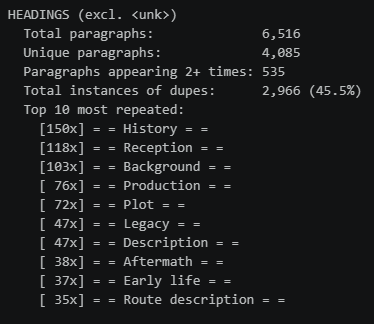 HEADINGS (excl. <unk>)
Total paragraphs: 6,516
Unique paragraphs: 4,085
Paragraphs appearing 2+ times: 535
Total instances of dupes: 2,966 (45.5%)
Top 10 most repeated:
[150x] = = History = =
[118x] = = Reception = =
[103x] = = Background = =
[ 76x] = = Production = =
[ 72x] = = Plot = =
[ 47x] = = Legacy = =
[ 47x] = = Description = =
[ 38x] = = Aftermath = =
[ 37x] = = Early life = =
[ 35x] = = Route description = =